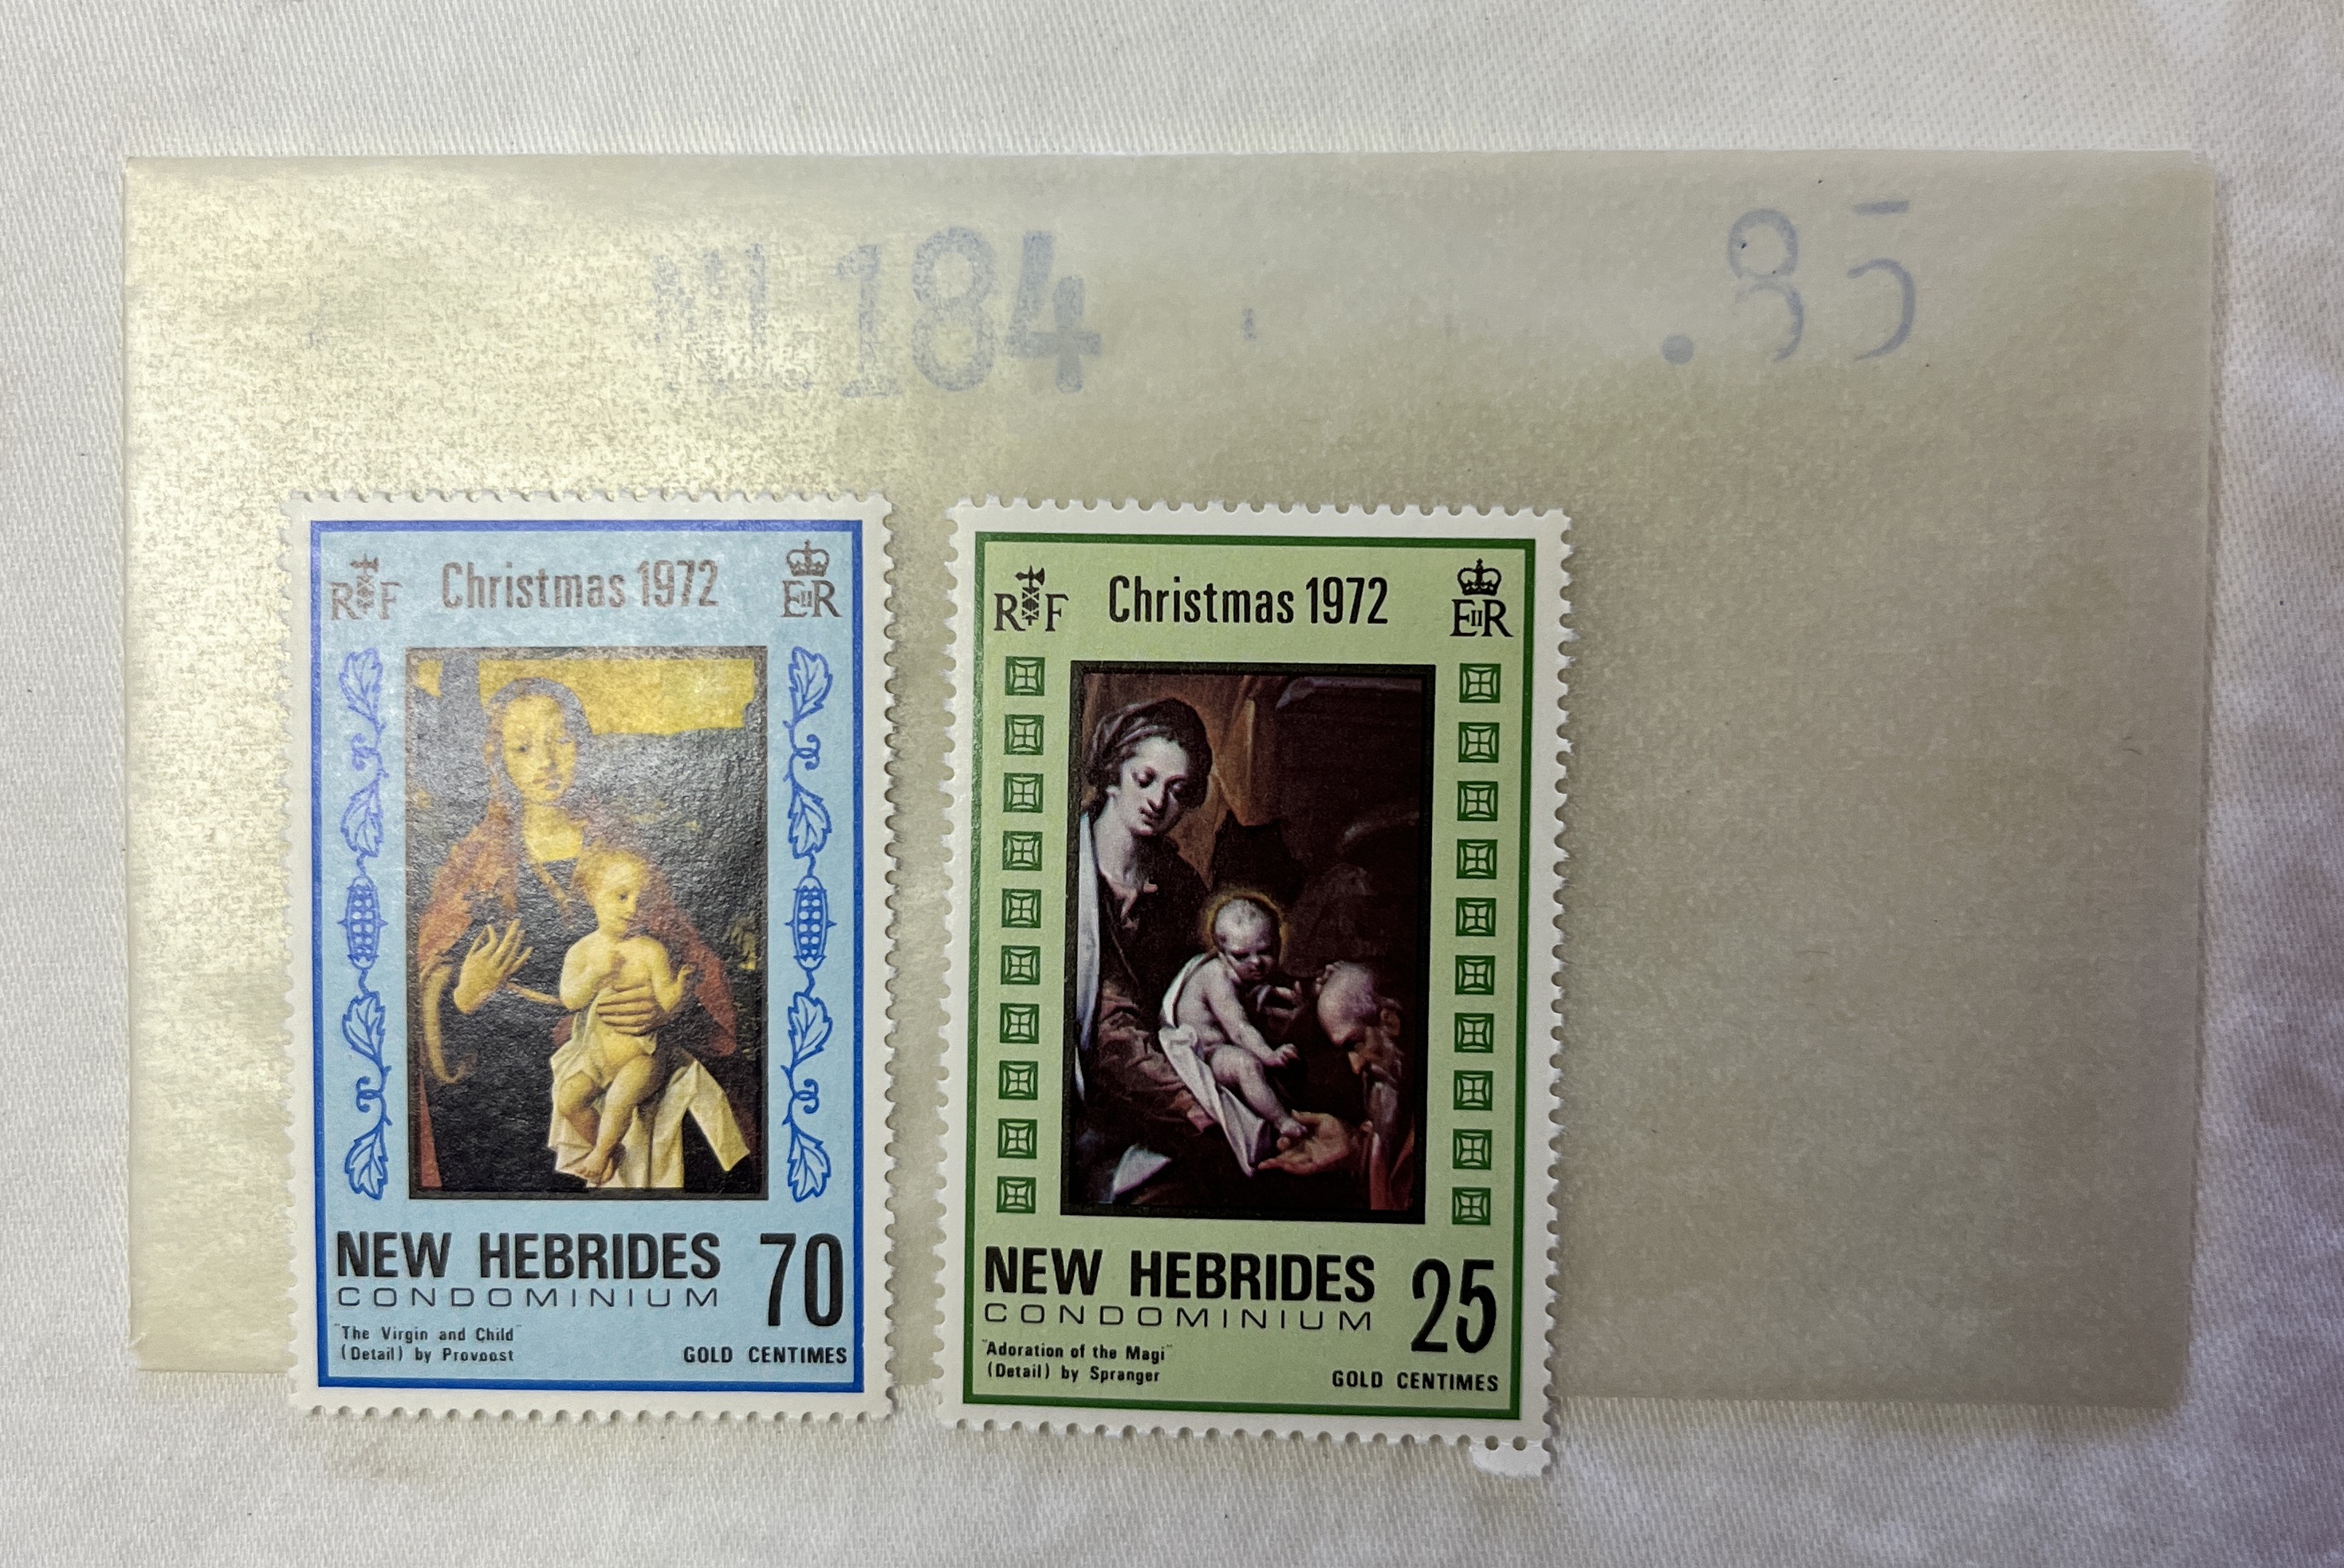 184
.85
RF Christmas 1972 EIIR
NEW HEBRIDES 70
CONDOMINIUM
"The Virgin and Child"
(Detail) by Provoost
GOLD CENTIMES
RF Christmas 1972 EIIR
NEW HEBRIDES 25
CONDOMINIUM
"Adoration of the Magi"
(Detail) by Spranger
GOLD CENTIMES